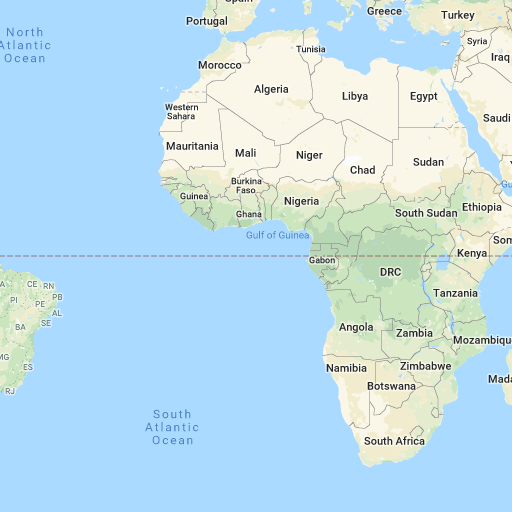 Spain
Portugal
Greece
Turkey
North
Atlantic
Ocean
Tunisia
Syria
Iraq
Morocco
Algeria
Libya
Egypt
Saudi
Western
Sahara
Mauritania
Mali
Niger
Chad
Sudan
Burkina
Faso
Guinea
Nigeria
Ghana
South Sudan
Ethiopia
Gu
Gulf of Guinea
Som
Kenya
Gabon
DRC
CE
RN
PB
PI
PE
AL
SE
BA
Tanzania
Angola
Zambia
Mozambique
MG
ES
Namibia
Zimbabwe
Botswana
Mada
RJ
South
Atlantic
Ocean
South Africa